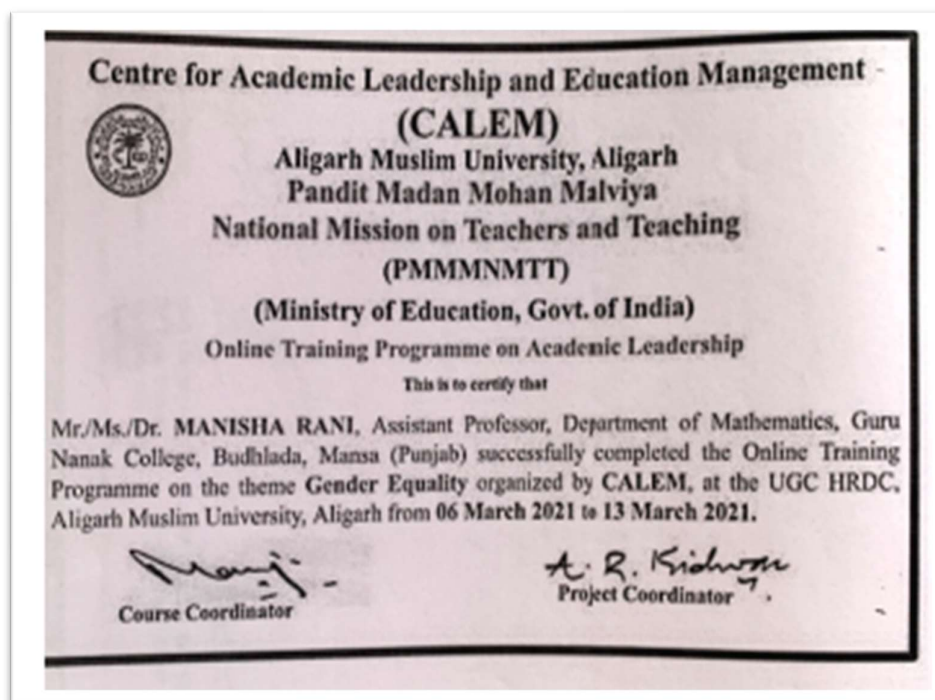 Centre for Academic Leadership and Education Management
(CALEM)
Aligarh Muslim University, Aligarh
Pandit Madan Mohan Malviya
National Mission on Teachers and Teaching
(PMMMNMTT)
(Ministry of Education, Govt. of India)
Online Training Programme on Academic Leadership
This is to certify that
Mr./Ms./Dr. MANISHA RANI, Assistant Professor, Department of Mathematics, Guru
Nanak College, Budhlada, Mansa (Punjab) successfully completed the Online Training
Programme on the theme Gender Equality organized by CALEM, at the UGC HRDC,
Aligarh Muslim University, Aligarh from 06 March 2021 to 13 March 2021.
A. R. Kidwai
Course Coordinator
Project Coordinator